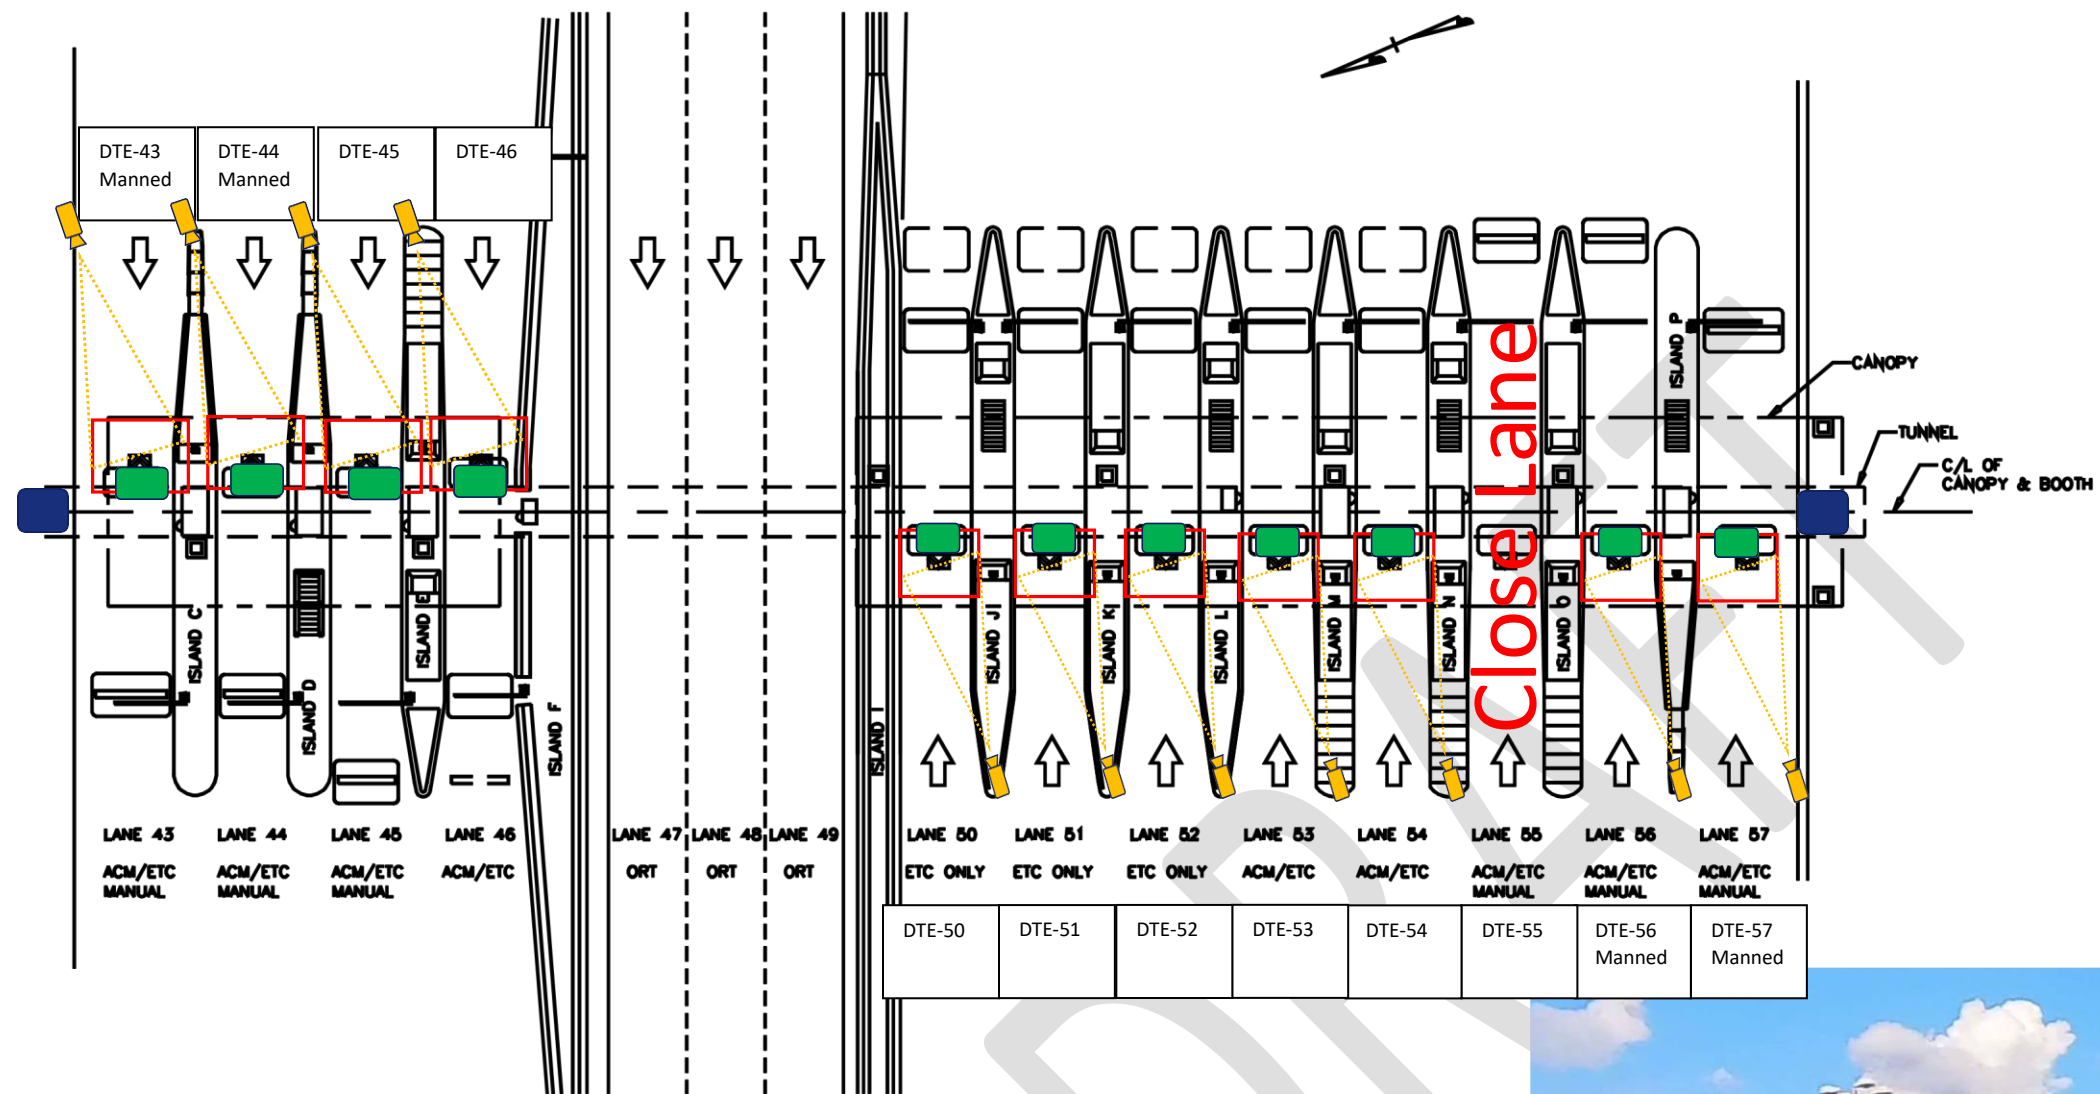 DTE-43
Manned
DTE-44
Manned
DTE-45
DTE-46
CANOPY
TUNNEL
C/L OF
CANOPY & BOOTH
Close Lane
ISLAND C
ISLAND D
ISLAND E
ISLAND F
ISLAND I
ISLAND J
ISLAND K
ISLAND L
ISLAND M
ISLAND N
ISLAND O
ISLAND P
LANE 43
ACM/ETC
MANUAL
LANE 44
ACM/ETC
MANUAL
LANE 45
ACM/ETC
MANUAL
LANE 46
ACM/ETC
LANE 47
ORT
LANE 48
ORT
LANE 49
ORT
LANE 50
ETC ONLY
LANE 51
ETC ONLY
LANE 52
ETC ONLY
LANE 53
ACM/ETC
LANE 54
ACM/ETC
LANE 55
ACM/ETC
MANUAL
LANE 56
ACM/ETC
MANUAL
LANE 57
ACM/ETC
MANUAL
DTE-50
DTE-51
DTE-52
DTE-53
DTE-54
DTE-55
DTE-56
Manned
DTE-57
Manned
DRAFT